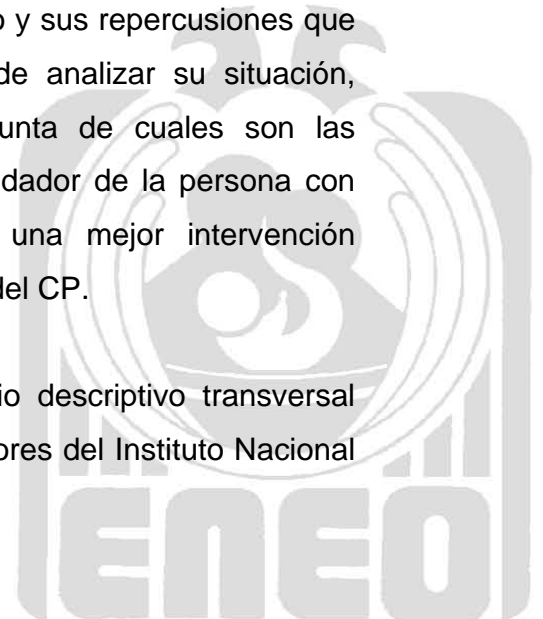 o y sus repercusiones que
de analizar su situación,
unta de cuales son las
dador de la persona con
una mejor intervención
del CP.
io descriptivo transversal
ores del Instituto Nacional
ENEO